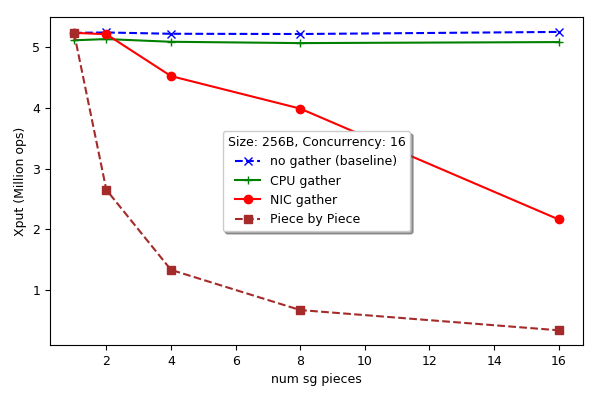 Xput (Million ops)
5
4
3
2
1
Size: 256B, Concurrency: 16
no gather (baseline)
CPU gather
NIC gather
Piece by Piece
2 4 6 8 10 12 14 16
num sg pieces